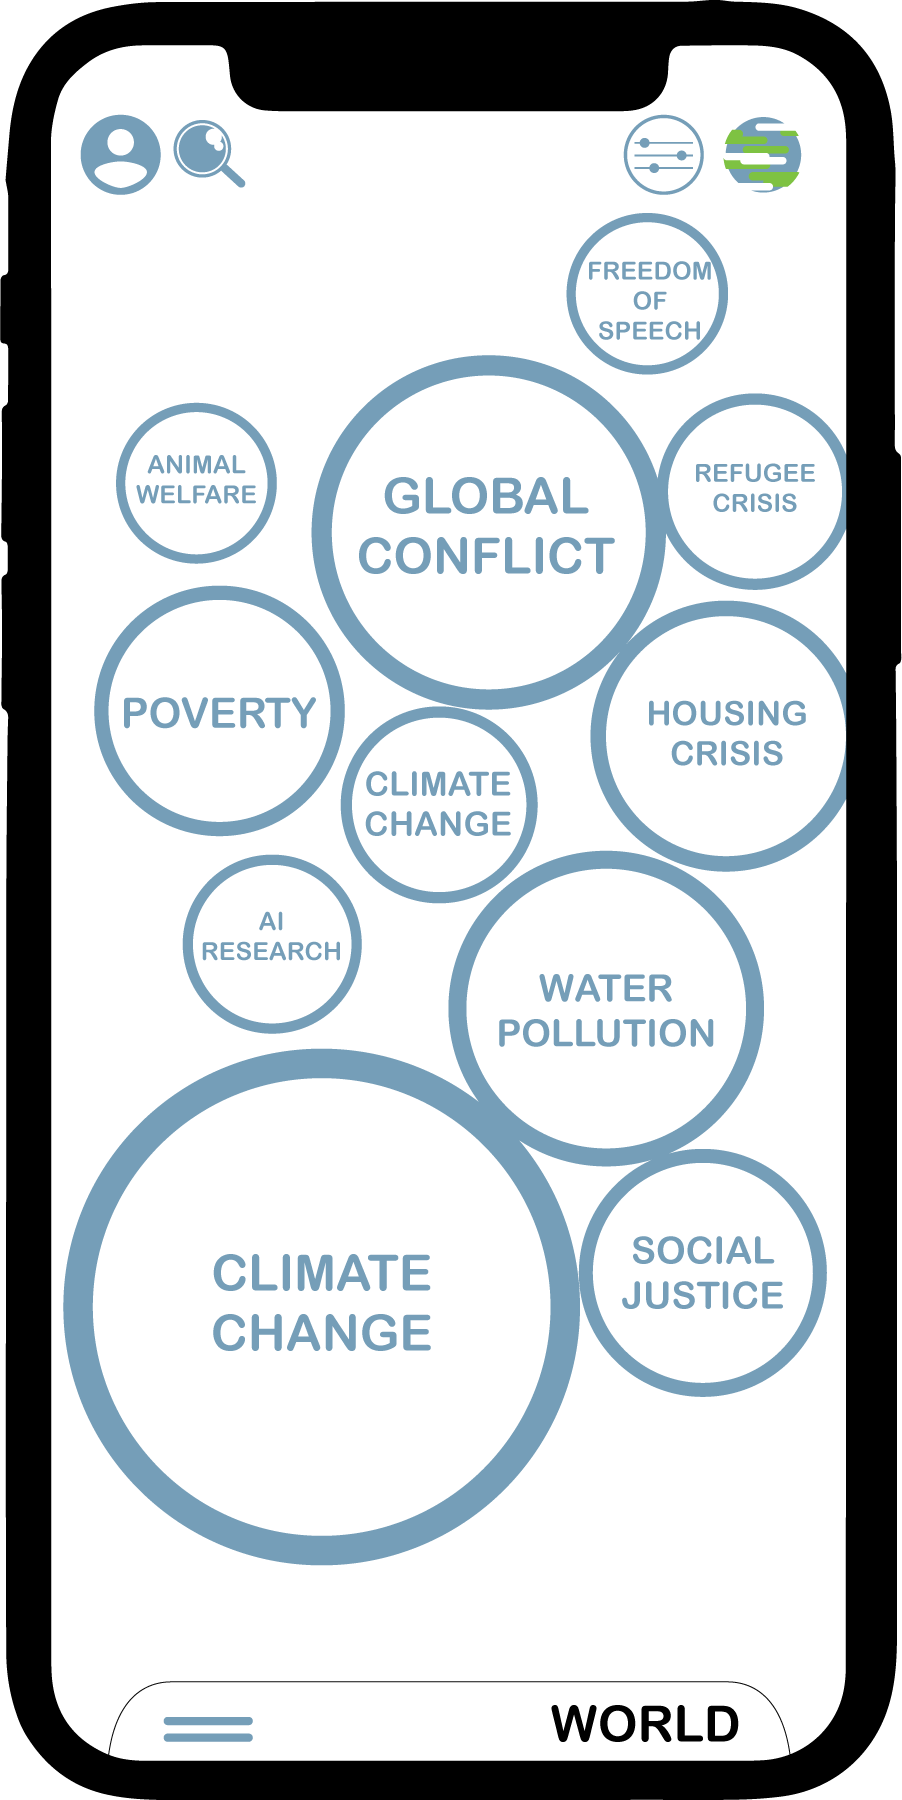 FREEDOM
OF
SPEECH
ANIMAL
WELFARE
GLOBAL
CONFLICT
REFUGEE
CRISIS
POVERTY
HOUSING
CRISIS
CLIMATE
CHANGE
AI
RESEARCH
WATER
POLLUTION
CLIMATE
CHANGE
SOCIAL
JUSTICE
WORLD